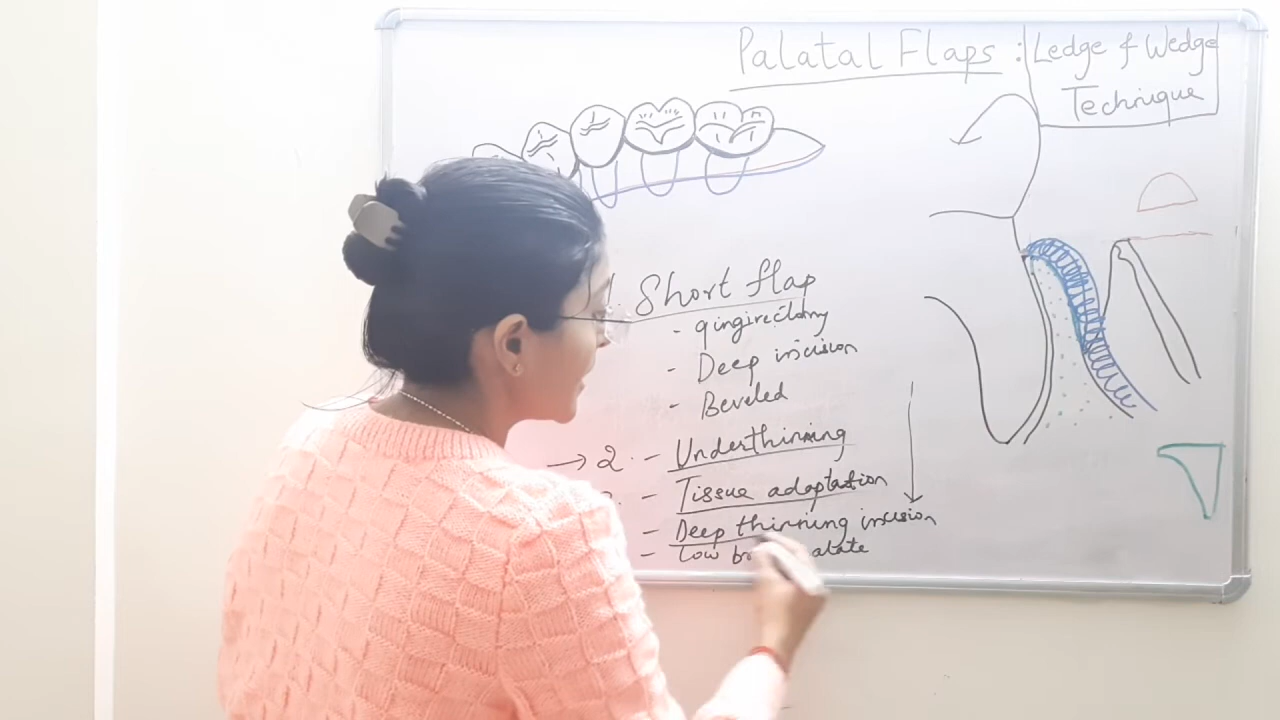 Palatal Flaps : Ledge & Wedge
Technique
Short flap
- gingivectomy
- Deep incision
- Beveled
→ 2. - Underthinning
- Tissue adaptation
- Deep thinning incision
- Low